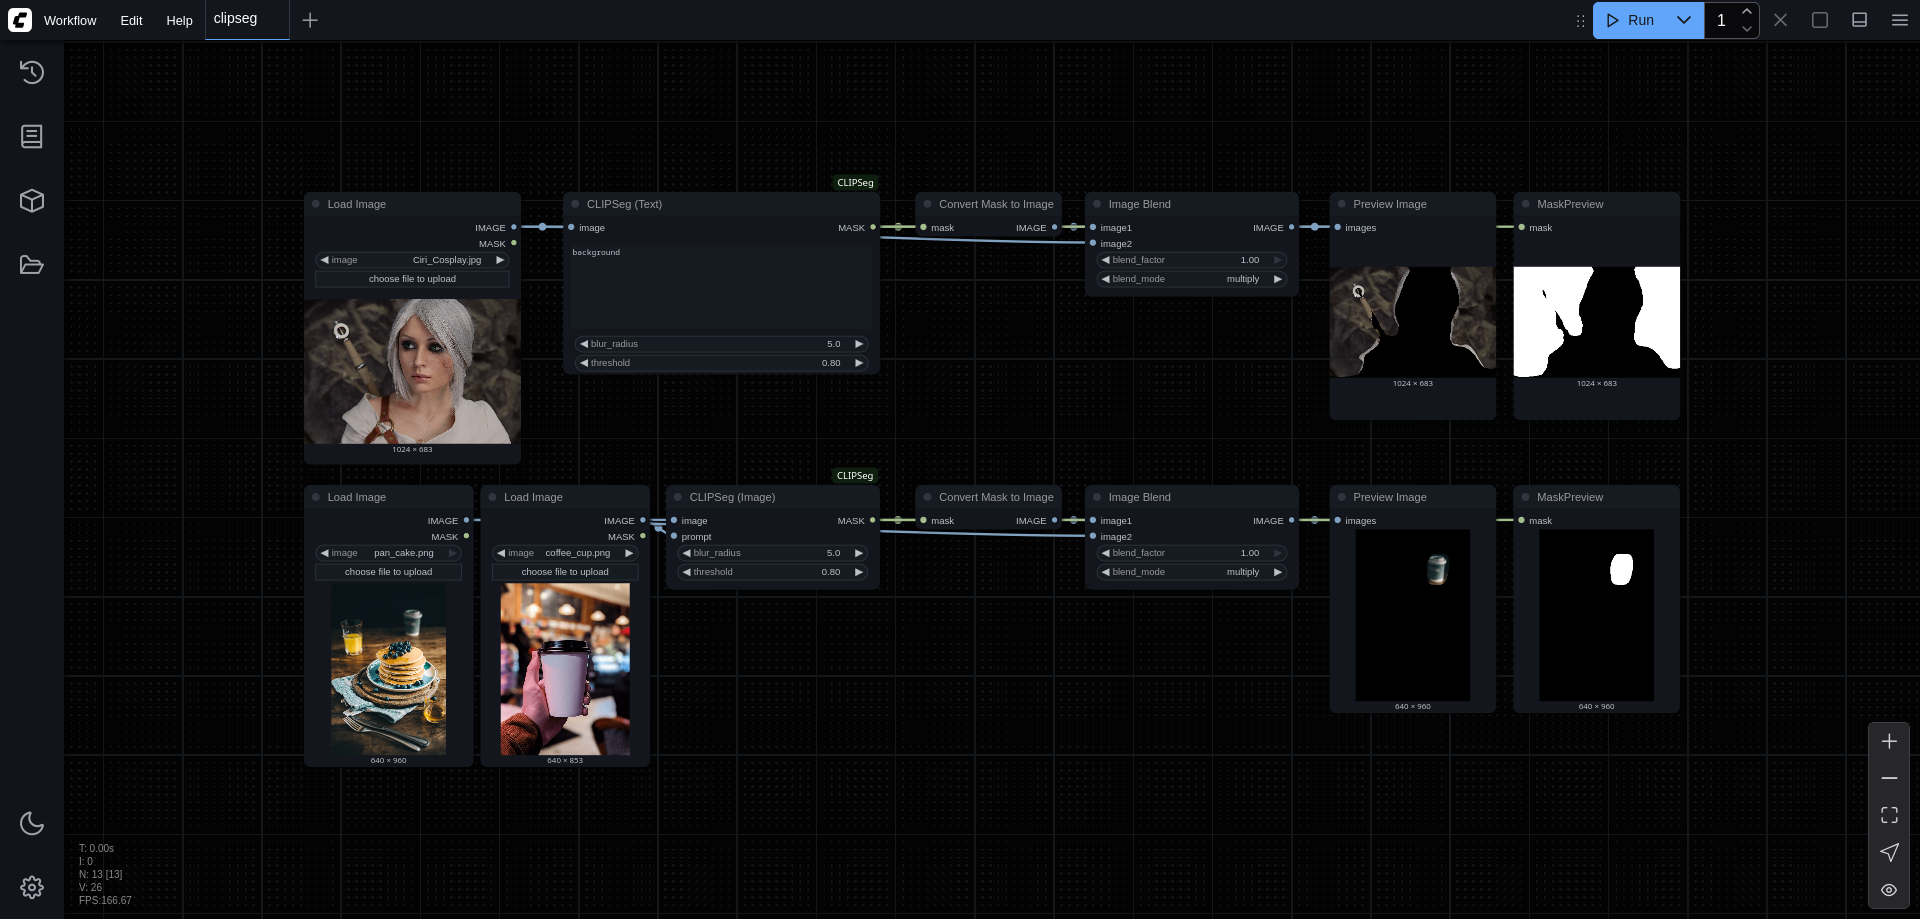 Workflow Edit Help clipseg
Run 1
CLIPSeg
Load Image
IMAGE
MASK
image Ciri_Cosplay.jpg
choose file to upload
1024 × 683
CLIPSeg (Text)
image MASK
background
blur_radius 5.0
threshold 0.80
Convert Mask to Image
mask IMAGE
Image Blend
image1 IMAGE
image2
blend_factor 1.00
blend_mode multiply
Preview Image
images
1024 × 683
MaskPreview
mask
1024 × 683
CLIPSeg
Load Image
IMAGE
MASK
image pan_cake.png
choose file to upload
640 × 960
Load Image
IMAGE
MASK
image coffee_cup.png
choose file to upload
640 × 853
CLIPSeg (Image)
image MASK
prompt
blur_radius 5.0
threshold 0.80
Convert Mask to Image
mask IMAGE
Image Blend
image1 IMAGE
image2
blend_factor 1.00
blend_mode multiply
Preview Image
images
640 × 960
MaskPreview
mask
640 × 960
T: 0.00s
I: 0
N: 13 [13]
V: 26
FPS:166.67